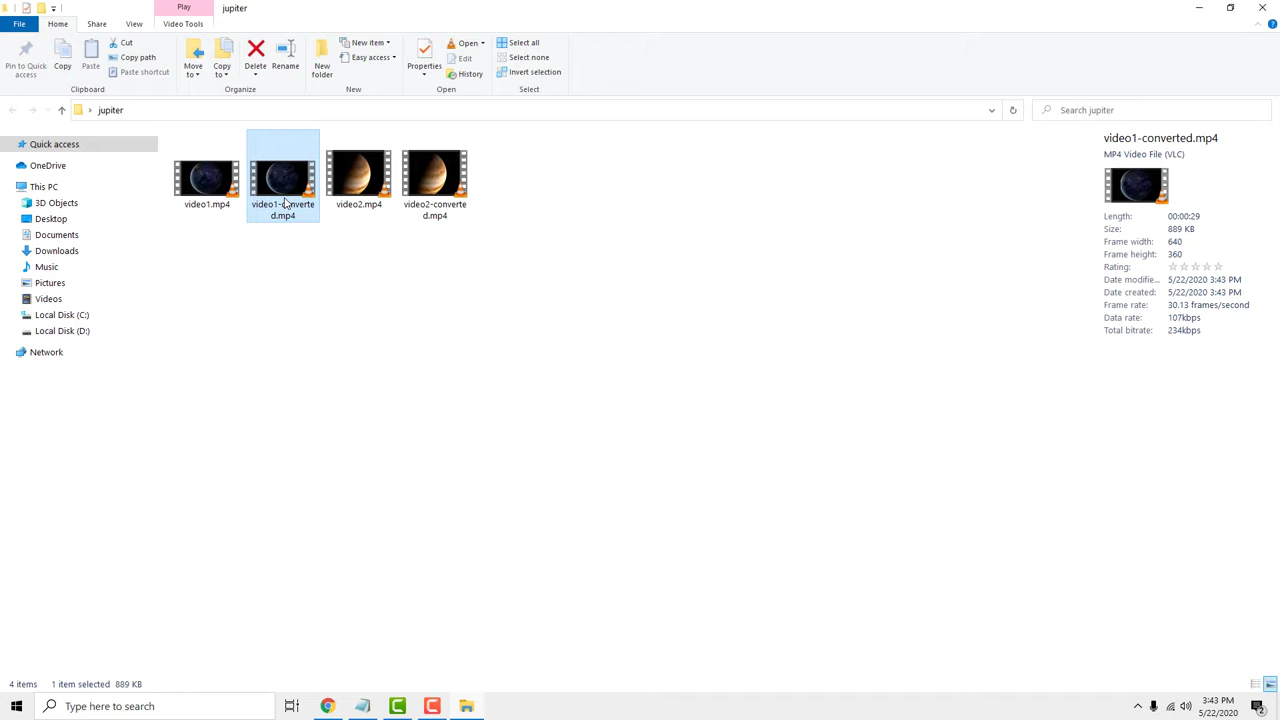 Play
jupiter
File
Home
Share
View
Video Tools
Pin to Quick
access
Copy
Paste
Cut
Copy path
Paste shortcut
Clipboard
Move
to
Copy
to
Delete
Rename
Organize
New
folder
New item
Easy access
New
Properties
Open
Edit
History
Open
Select all
Select none
Invert selection
Select
jupiter
Search jupiter
Quick access
OneDrive
This PC
3D Objects
Desktop
Documents
Downloads
Music
Pictures
Videos
Local Disk (C:)
Local Disk (D:)
Network
video1.mp4
video1-converte
d.mp4
video2.mp4
video2-converte
d.mp4
video1-converted.mp4
MP4 Video File (VLC)
Length: 00:00:29
Size: 889 KB
Frame width: 640
Frame height: 360
Rating:
Date modifie... 5/22/2020 3:43 PM
Date created: 5/22/2020 3:43 PM
Frame rate: 30.13 frames/second
Data rate: 107kbps
Total bitrate: 234kbps
4 items 1 item selected 889 KB
Type here to search
3:43 PM
5/22/2020
2